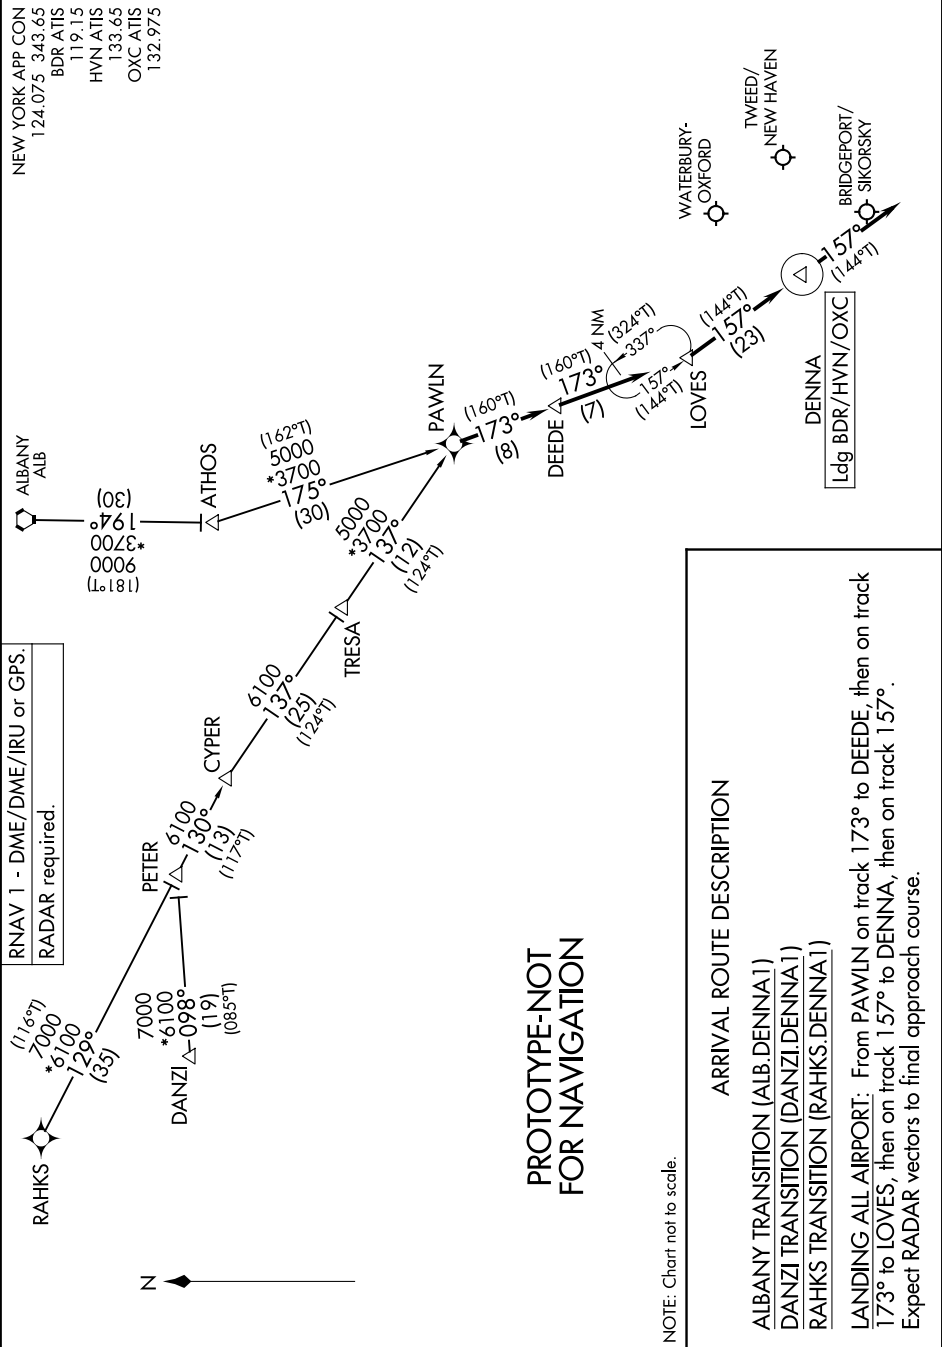 NEW YORK APP CON
124.075 343.65
BDR ATIS
119.15
HVN ATIS
133.65
OXC ATIS
132.975
RNAV 1 - DME/DME/IRU or GPS.
RADAR required.
ALBANY
ALB
(181°T)
9000
*3700
194°
(30)
ATHOS
(162°T)
5000
*3700
175°
(30)
RAHKS
(116°T)
7000
*6100
129°
(35)
DANZI
7000
*6100
098°
(19)
(085°T)
PETER
6100
130°
(13)
(117°T)
CYPER
6100
137°
(25)
(124°T)
TRESA
5000
*3700
137°
(12)
(124°T)
PAWLN
(160°T)
173°
(8)
DEEDE
(160°T)
173°
(7)
4 NM
(324°T)
337°
157°
(144°T)
LOVES
(144°T)
157°
(23)
DENNA
Ldg BDR/HVN/OXC
157°
(144°T)
WATERBURY-
OXFORD
TWEED/
NEW HAVEN
BRIDGEPORT/
SIKORSKY
N
PROTOTYPE-NOT
FOR NAVIGATION
NOTE: Chart not to scale.
ARRIVAL ROUTE DESCRIPTION
ALBANY TRANSITION (ALB.DENNA1)
DANZI TRANSITION (DANZI.DENNA1)
RAHKS TRANSITION (RAHKS.DENNA1)
LANDING ALL AIRPORT: From PAWLN on track 173° to DEEDE, then on track
173° to LOVES, then on track 157° to DENNA, then on track 157°.
Expect RADAR vectors to final approach course.